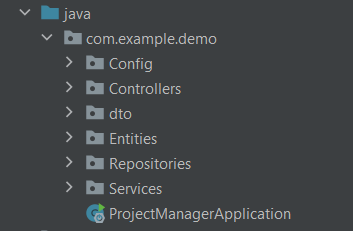 java
com.example.demo
Config
Controllers
dto
Entities
Repositories
Services
ProjectManagerApplication